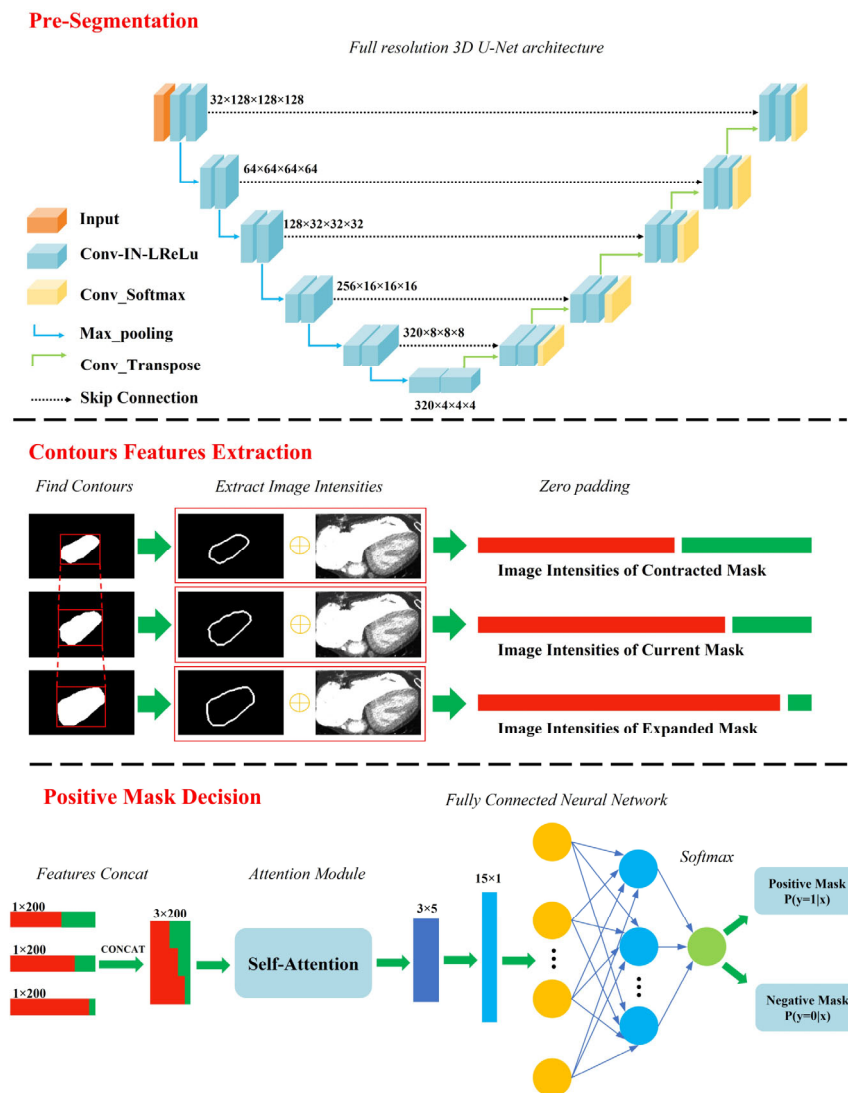 Pre-Segmentation
Full resolution 3D U-Net architecture
32×128×128×128
64×64×64×64
128×32×32×32
256×16×16×16
320×8×8×8
320×4×4×4
Input
Conv-IN-LReLu
Conv_Softmax
Max_pooling
Conv_Transpose
Skip Connection
Contours Features Extraction
Find Contours
Extract Image Intensities
Zero padding
Image Intensities of Contracted Mask
Image Intensities of Current Mask
Image Intensities of Expanded Mask
Positive Mask Decision
Fully Connected Neural Network
Features Concat
Attention Module
Softmax
1×200
1×200
1×200
CONCAT
3×200
Self-Attention
3×5
15×1
Positive Mask
P(y=1|x)
Negative Mask
P(y=0|x)